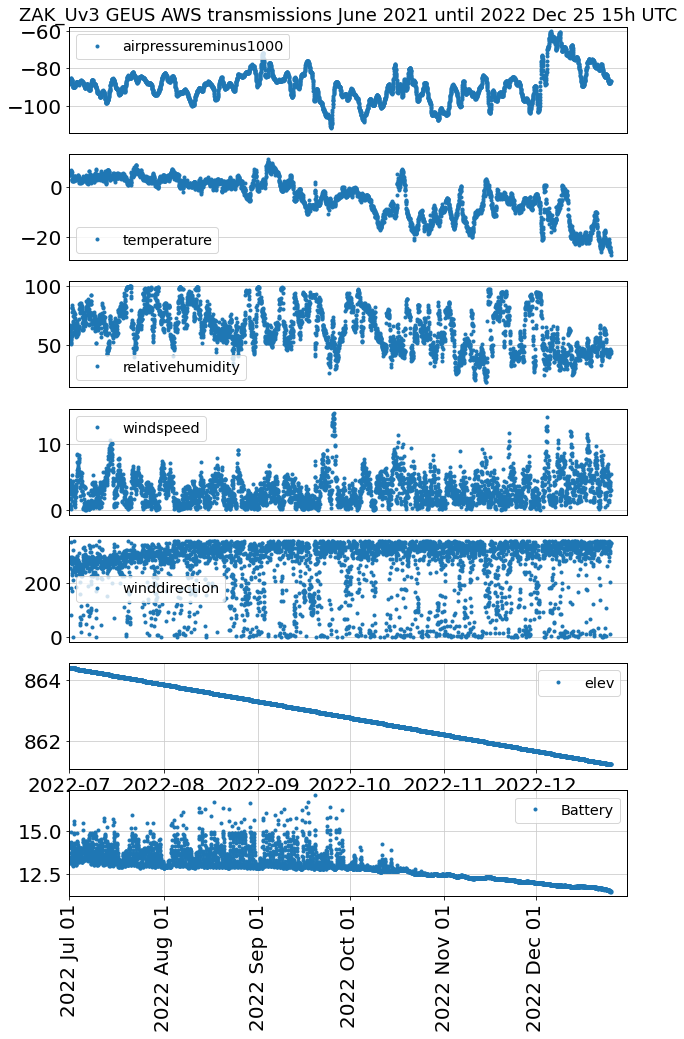 ZAK_Uv3 GEUS AWS transmissions June 2021 until 2022 Dec 25 15h UTC
−60
−80
−100
airpressureminus1000
0
−20
temperature
100
50
relativehumidity
10
0
windspeed
200
0
winddirection
864
862
elev
2022-07 2022-08 2022-09 2022-10 2022-11 2022-12
15.0
12.5
Battery
2022 Jul 01
2022 Aug 01
2022 Sep 01
2022 Oct 01
2022 Nov 01
2022 Dec 01